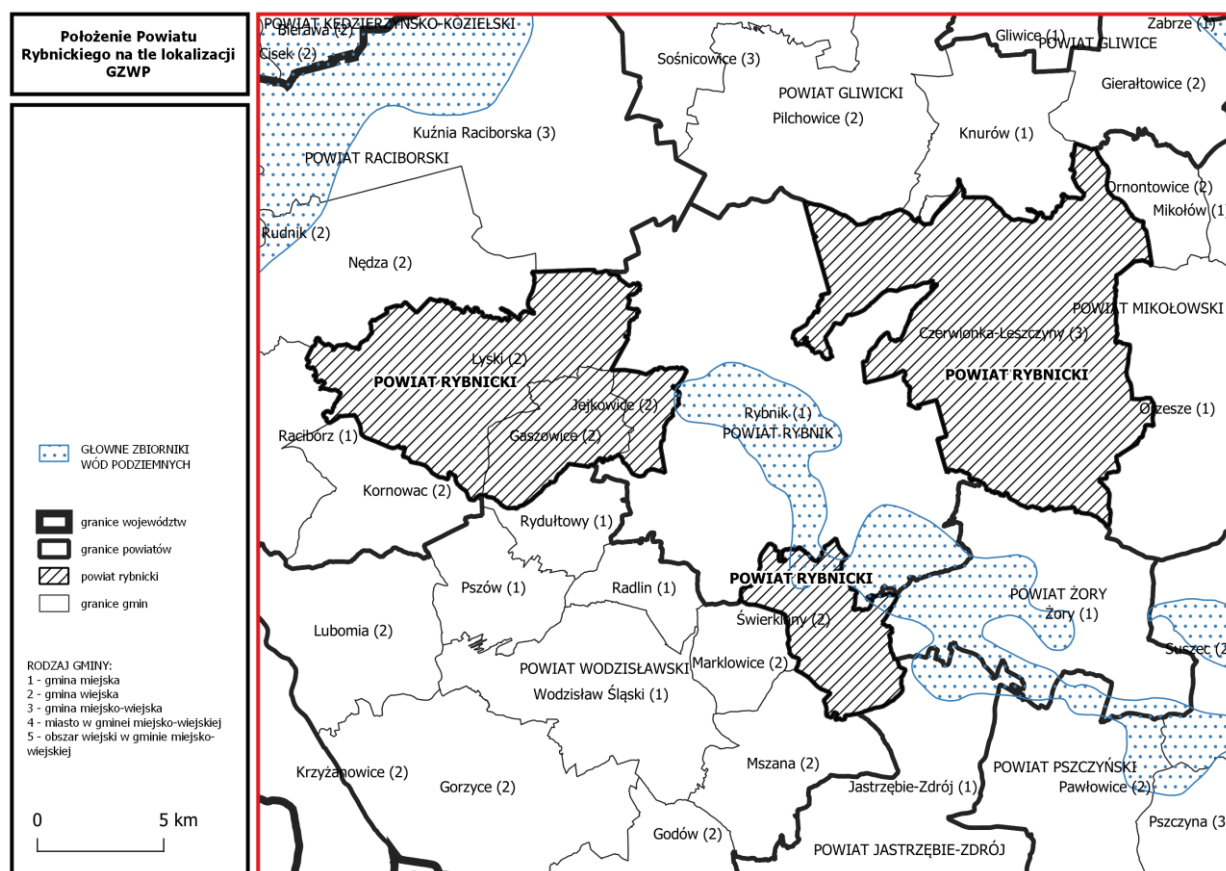 Położenie Powiatu
Rybnickiego na tle lokalizacji
GZWP
GŁOWNE ZBIORNIKI
WÓD PODZIEMNYCH
granice województw
granice powiatów
powiat rybnicki
granice gmin
RODZAJ GMINY:
1 - gmina miejska
2 - gmina wiejska
3 - gmina miejsko-wiejska
4 - miasto w gminei miejsko-wiejskiej
5 - obszar wiejski w gminie miejsko-
wiejskiej
0 5 km
POWIAT KĘDZIERZYŃSKO-KOZIELSKI
Bierawa (2)
Cisek (2)
Zabrze (1)
Gliwice (1)
POWIAT GLIWICE
Sośnicowice (3)
POWIAT GLIWICKI
Gierałtowice (2)
Pilchowice (2)
Kuźnia Raciborska (3)
Knurów (1)
POWIAT RACIBORSKI
Ornontowice (2)
Mikołów (1)
Rudnik (2)
Nędza (2)
POWIAT MIKOŁOWSKI
Czerwionka-Leszczyny (3)
Lyski (2)
POWIAT RYBNICKI
POWIAT RYBNICKI
Jejkowice (2)
Rybnik (1)
Orzesze (1)
Racibórz (1)
Gaszowice (2)
POWIAT RYBNIK
Kornowac (2)
Rydułtowy (1)
POWIAT RYBNICKI
Pszów (1)
Radlin (1)
POWIAT ŻORY
Żory (1)
Świerklany (2)
Lubomia (2)
Suszec (2
POWIAT WODZISŁAWSKI
Marklowice (2)
Wodzisław Śląski (1)
Krzyżanowice (2)
Gorzyce (2)
Mszana (2)
POWIAT PSZCZYŃSKI
Jastrzębie-Zdrój (1)
Pawłowice (2)
Godów (2)
Pszczyna (3
POWIAT JASTRZĘBIE-ZDRÓJ